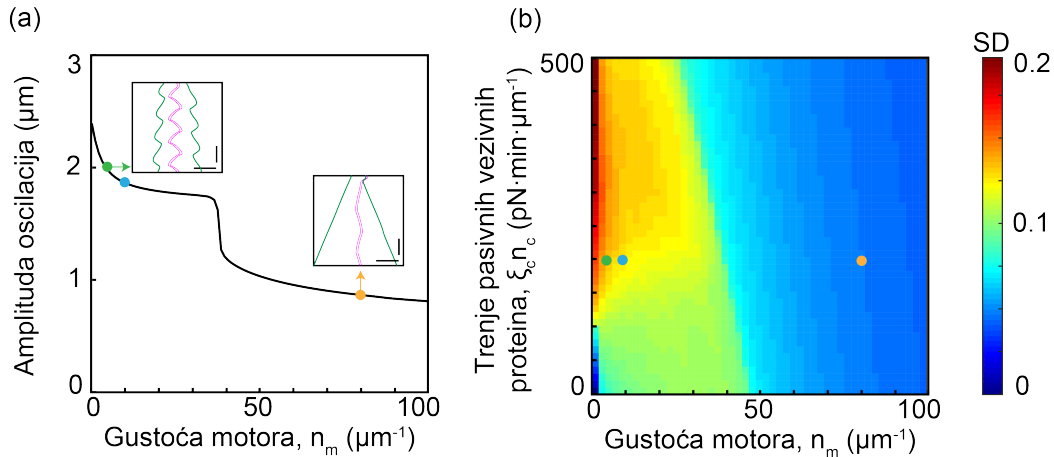 (a)
3
2
1
0
Amplituda oscilacija (μm)
0 50 100
Gustoća motora, n_m (μm⁻¹)
(b)
500
0
Trenje pasivnih vezivnih
proteina, ξ_c n_c (pN·min·μm⁻¹)
0 50 100
Gustoća motora, n_m (μm⁻¹)
SD
0.2
0.1
0